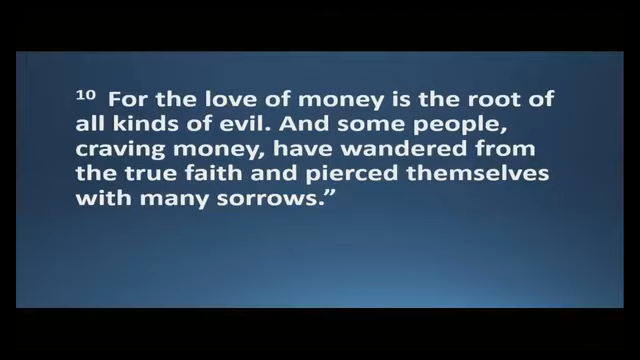 10 For the love of money is the root of
all kinds of evil. And some people,
craving money, have wandered from
the true faith and pierced themselves
with many sorrows.”